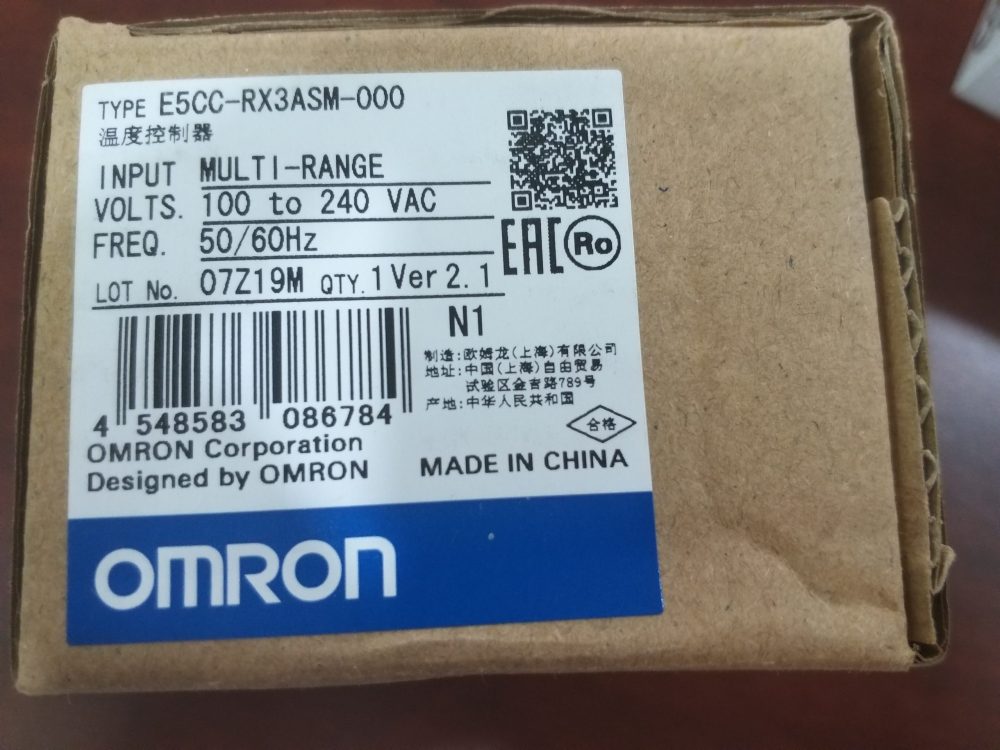 TYPE E5CC-RX3ASM-000
温度控制器
INPUT MULTI-RANGE
VOLTS. 100 to 240 VAC
FREQ. 50/60Hz
LOT No. 07Z19M QTY. 1 Ver 2.1
EAC Ro
N1
制造:欧姆龙(上海)有限公司
地址:中国(上海)自由贸易
试验区金吉路789号
产地:中华人民共和国
合格
4 548583 086784
OMRON Corporation
Designed by OMRON
MADE IN CHINA
OMRON